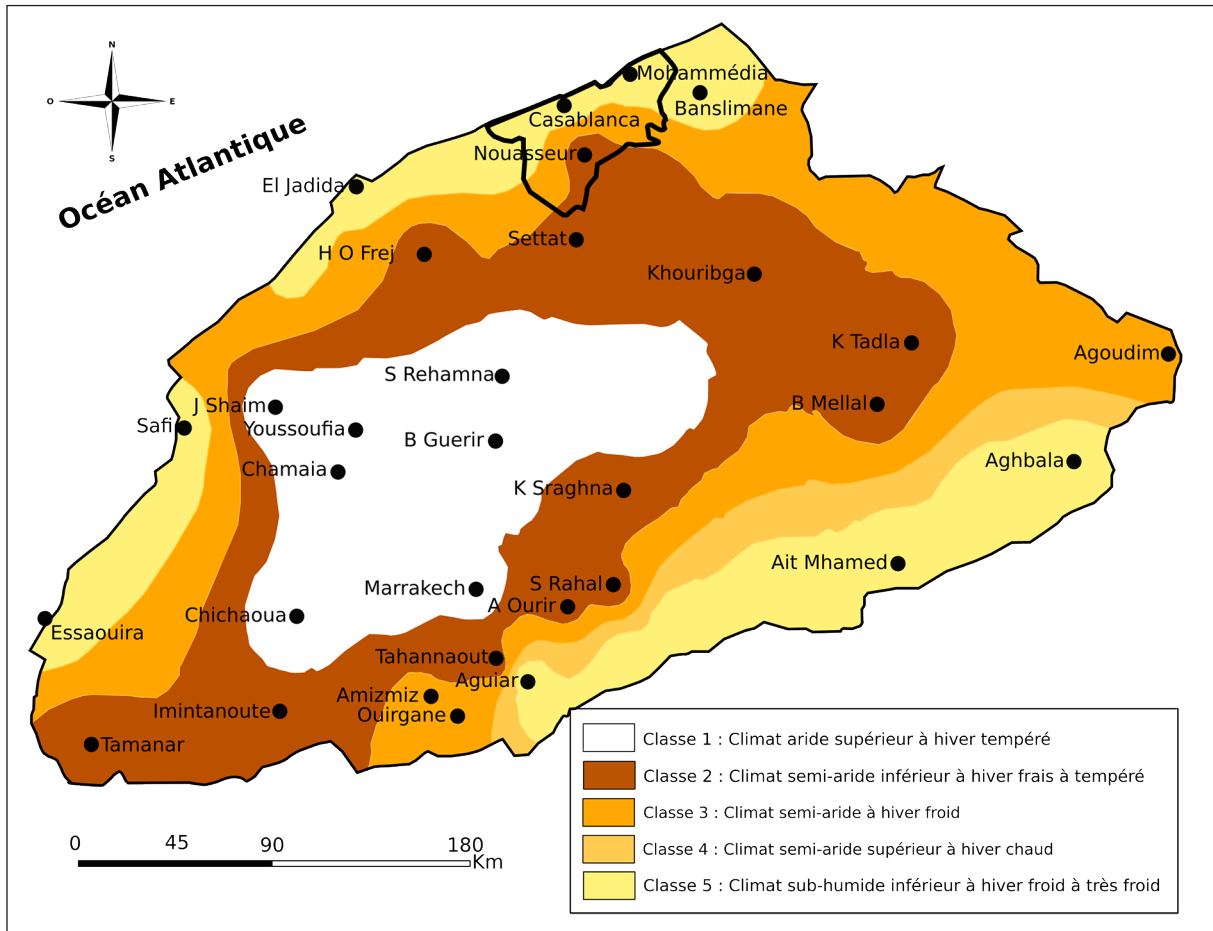 N
O
E
S
Océan Atlantique
Mohammédia
Banslimane
Casablanca
Nouasseur
El Jadida
Settat
H O Frej
Khouribga
K Tadla
Agoudim
S Rehamna
J Shaim
B Mellal
Safi
Youssoufia
B Guerir
Chamaia
Aghbala
K Sraghna
Ait Mhamed
S Rahal
Marrakech
A Ourir
Chichaoua
Essaouira
Tahannaout
Aguiar
Amizmiz
Imintanoute
Ouirgane
Tamanar
Classe 1 : Climat aride supérieur à hiver tempéré
Classe 2 : Climat semi-aride inférieur à hiver frais à tempéré
Classe 3 : Climat semi-aride à hiver froid
Classe 4 : Climat semi-aride supérieur à hiver chaud
Classe 5 : Climat sub-humide inférieur à hiver froid à très froid
0 45 90 180
Km